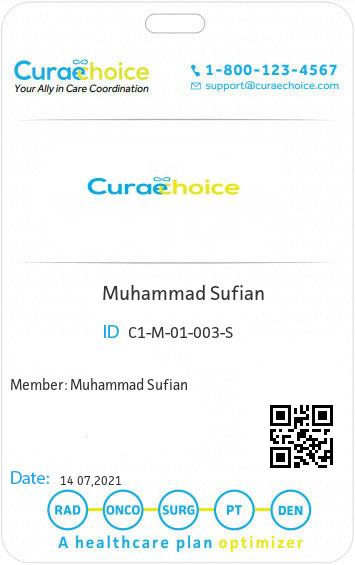 Curaechoice
Your Ally in Care Coordination
1-800-123-4567
support@curaechoice.com
Curaechoice
Muhammad Sufian
ID C1-M-01-003-S
Member: Muhammad Sufian
Date: 14 07,2021
RAD ONCO SURG PT DEN
A healthcare plan optimizer